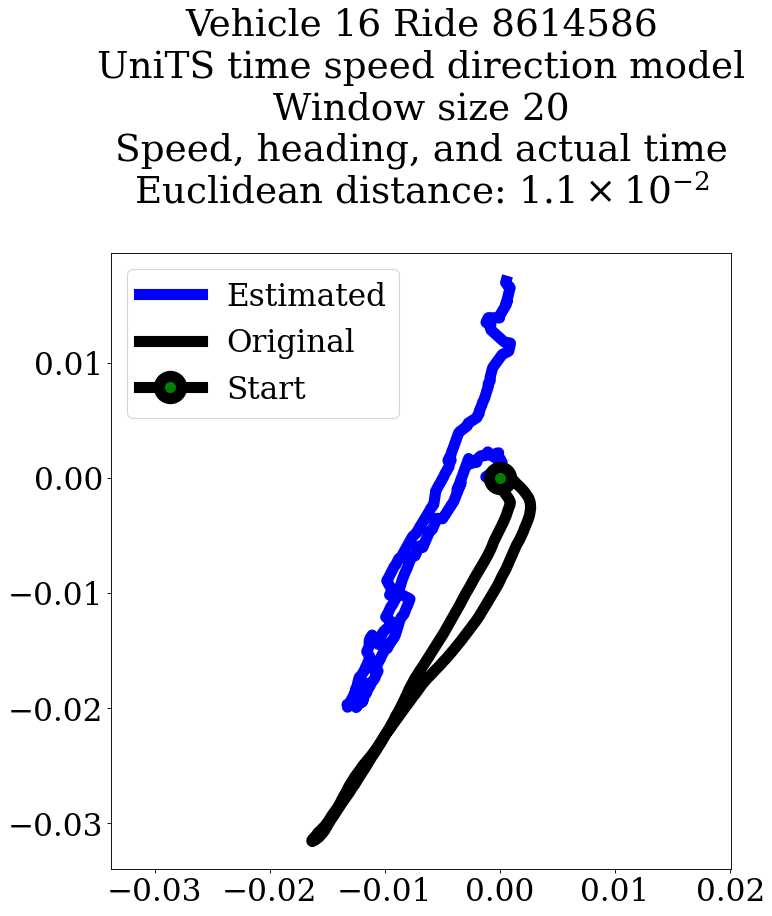 Vehicle 16 Ride 8614586
UniTS time speed direction model
Window size 20
Speed, heading, and actual time
Euclidean distance: 1.1 × 10⁻²
Estimated
Original
Start
0.01
0.00
−0.01
−0.02
−0.03
−0.03 −0.02 −0.01 0.00 0.01 0.02